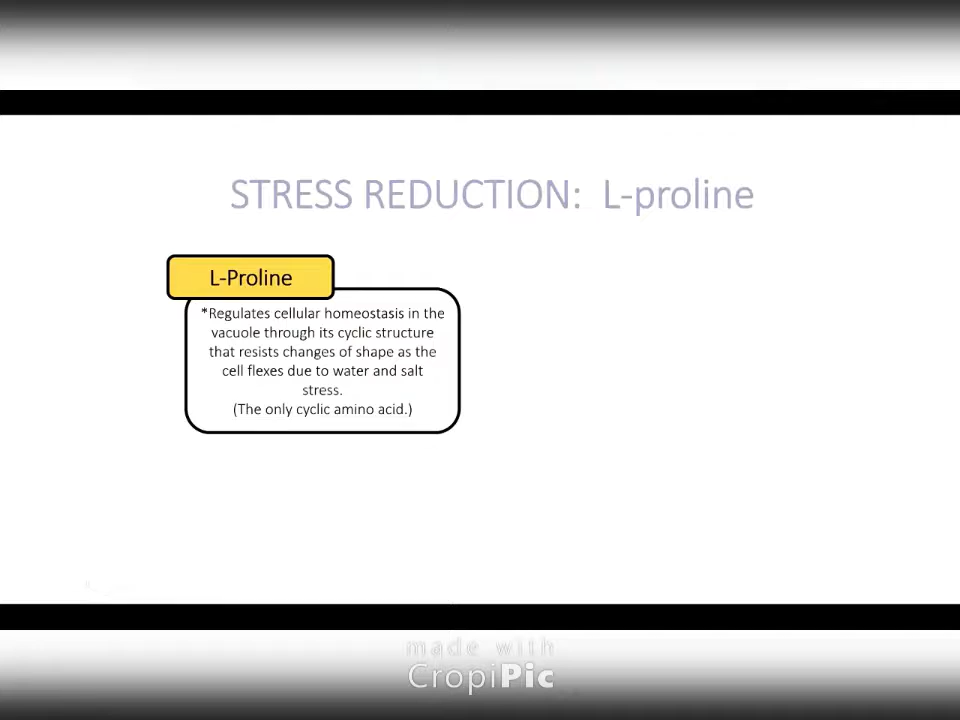 STRESS REDUCTION: L-proline
L-Proline
*Regulates cellular homeostasis in the
vacuole through its cyclic structure
that resists changes of shape as the
cell flexes due to water and salt
stress.
(The only cyclic amino acid.)
made with
CropiPic